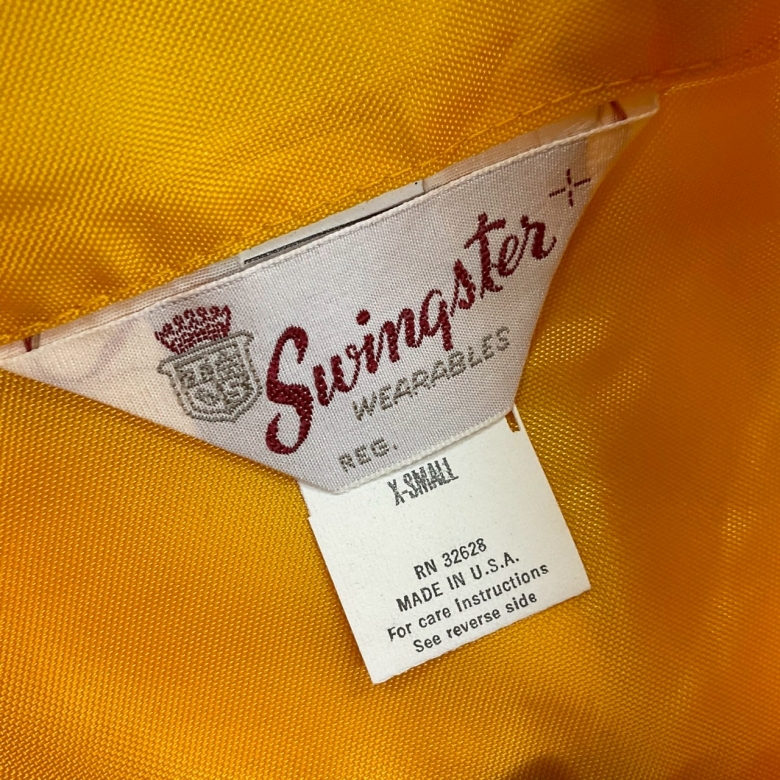 Swingster
WEARABLES
REG.
X-SMALL
RN 32628
MADE IN U.S.A.
For care Instructions
See reverse side